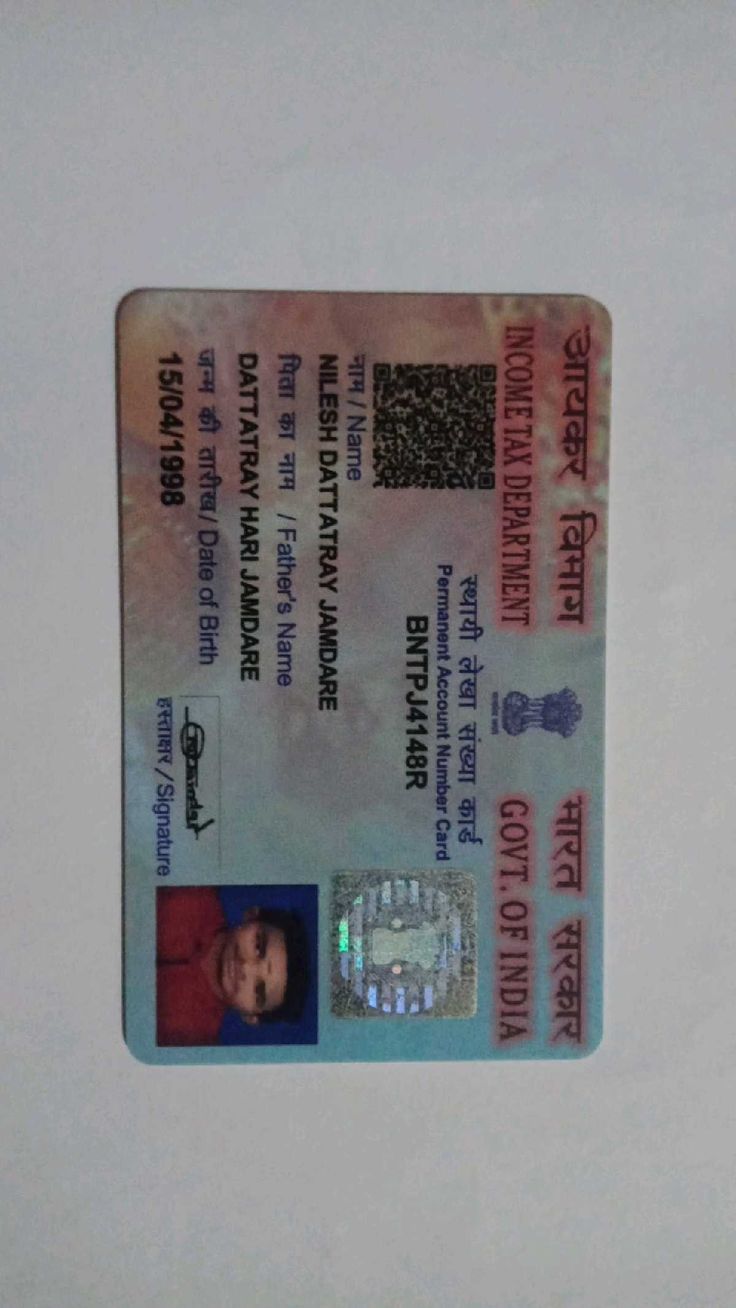 आयकर विभाग
INCOME TAX DEPARTMENT
भारत सरकार
GOVT. OF INDIA
स्थायी लेखा संख्या कार्ड
Permanent Account Number Card
BNTPJ4148R
नाम / Name
NILESH DATTATRAY JAMDARE
पिता का नाम / Father's Name
DATTATRAY HARI JAMDARE
जन्म की तारीख / Date of Birth
15/04/1998
हस्ताक्षर / Signature